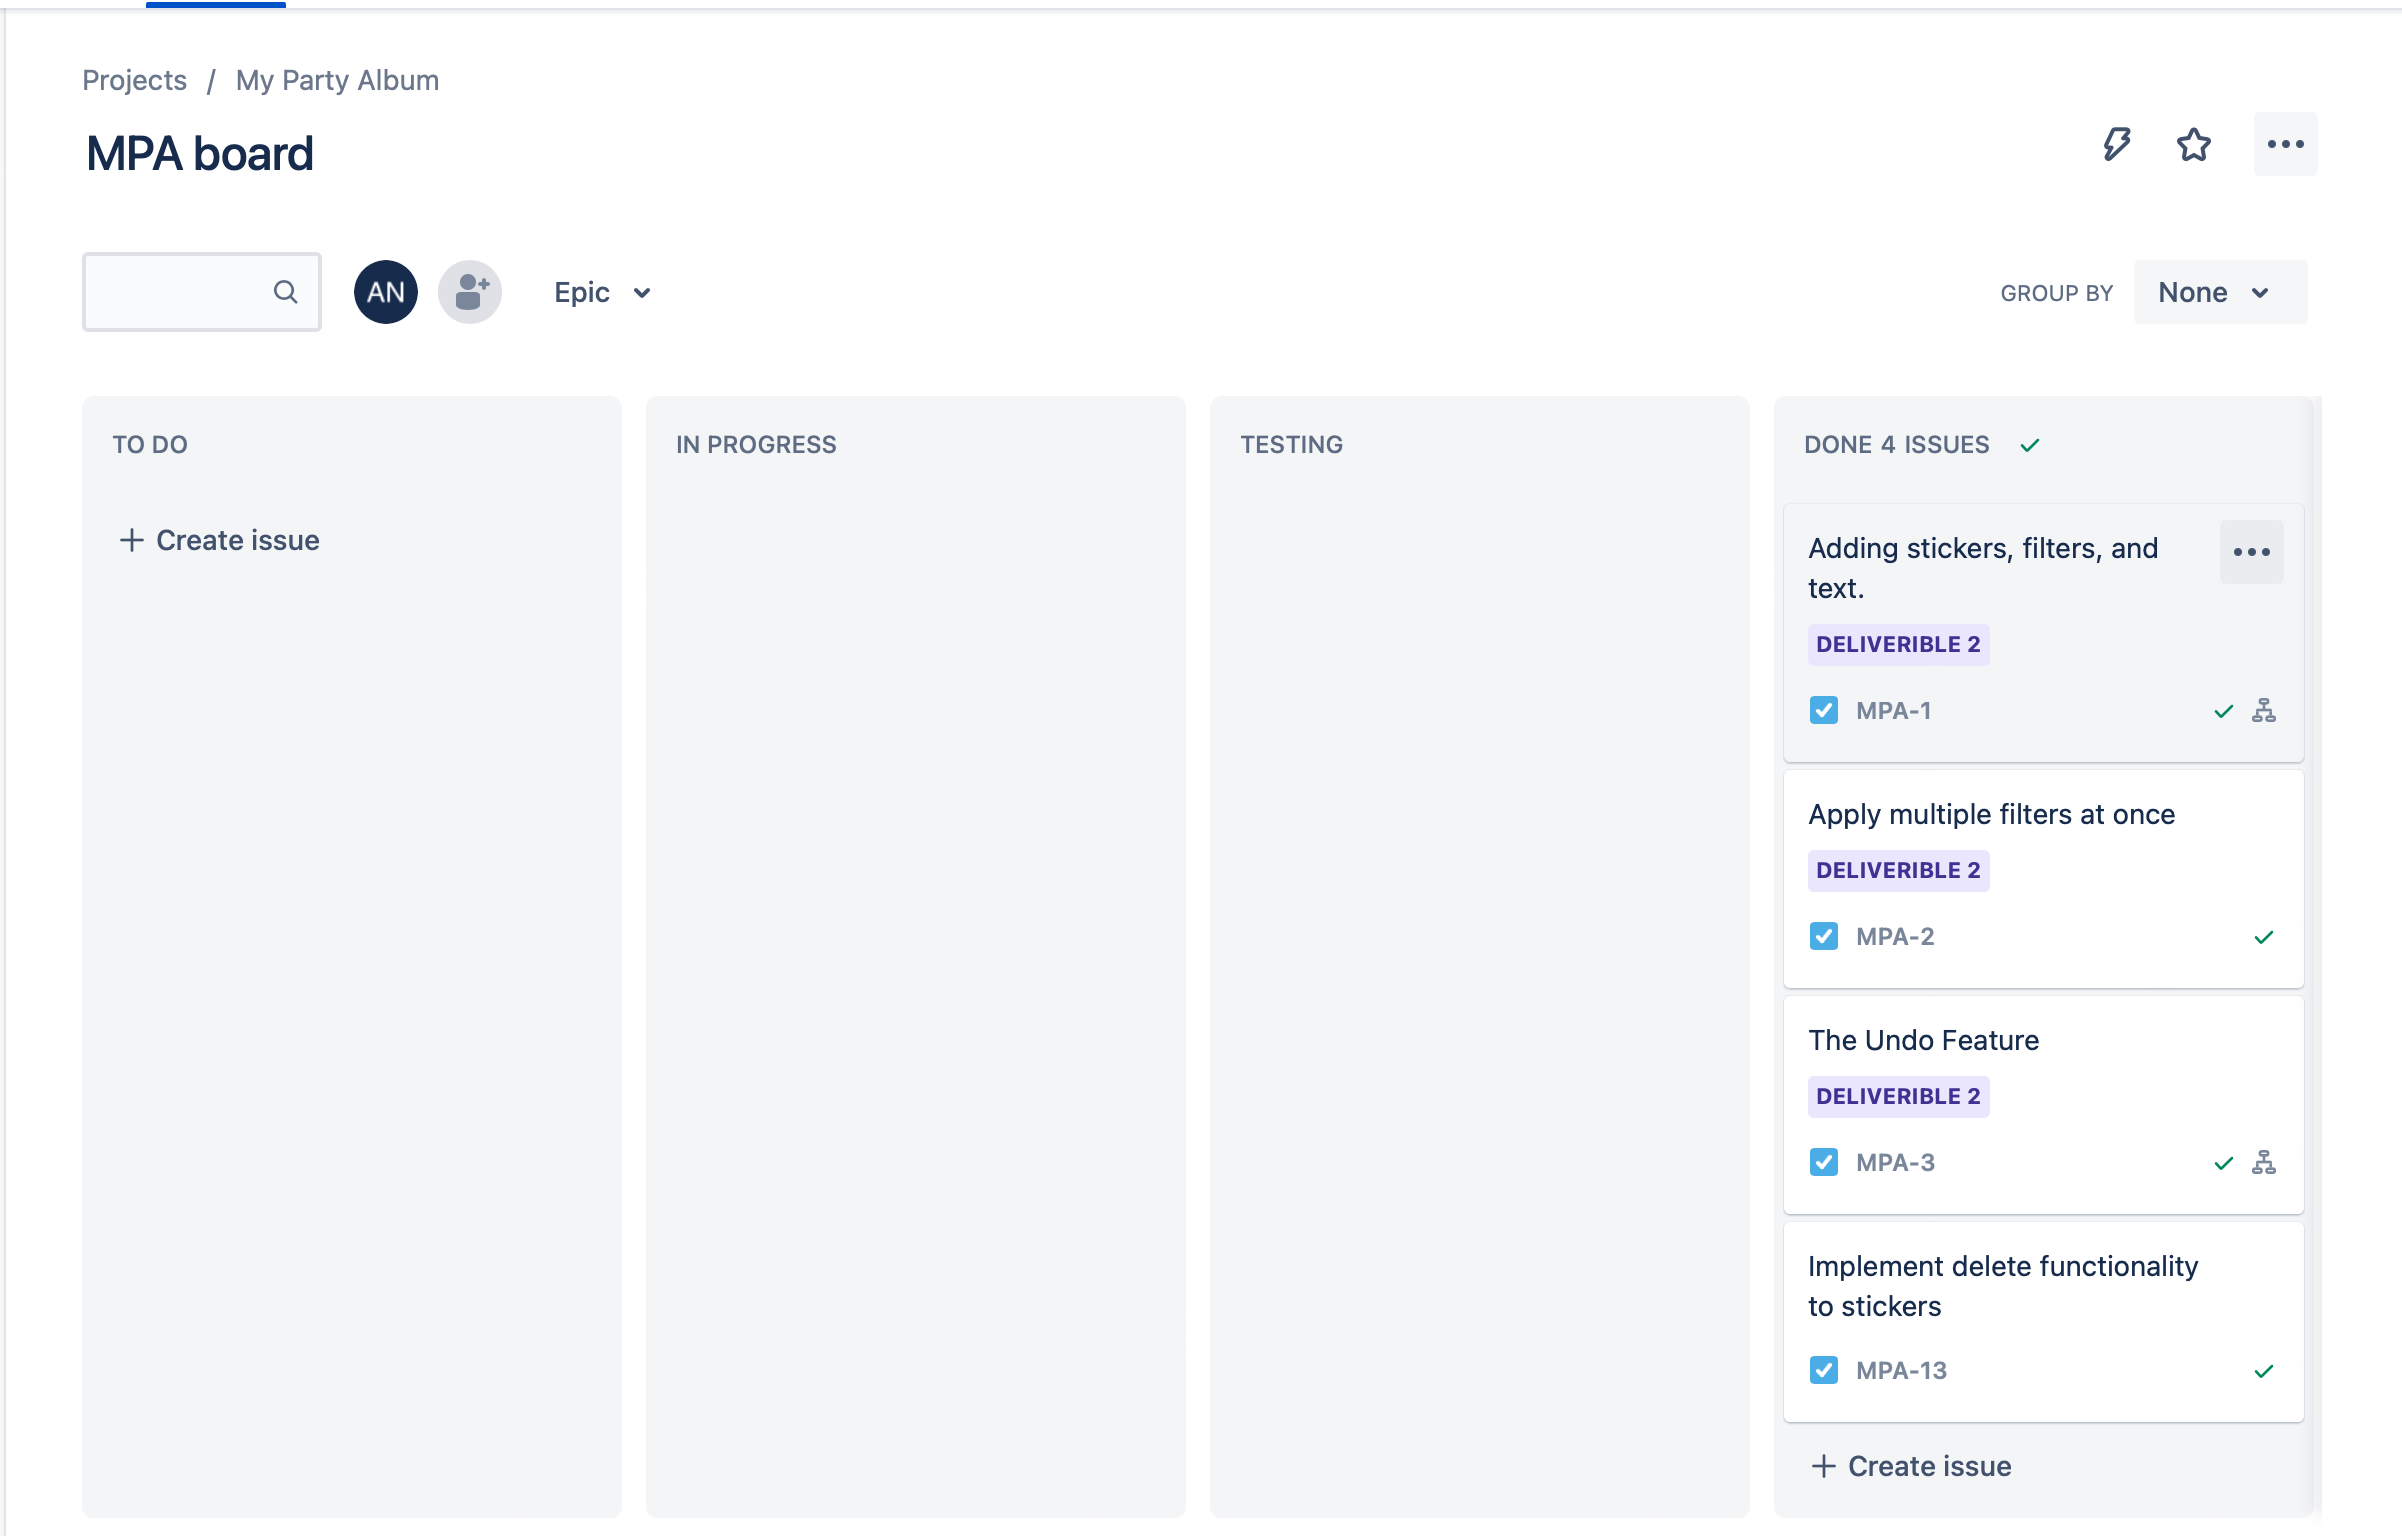 Projects / My Party Album
MPA board
AN
Epic
GROUP BY
None
TO DO
Create issue
IN PROGRESS
TESTING
DONE 4 ISSUES
Adding stickers, filters, and
text.
DELIVERIBLE 2
MPA-1
Apply multiple filters at once
DELIVERIBLE 2
MPA-2
The Undo Feature
DELIVERIBLE 2
MPA-3
Implement delete functionality
to stickers
MPA-13
Create issue